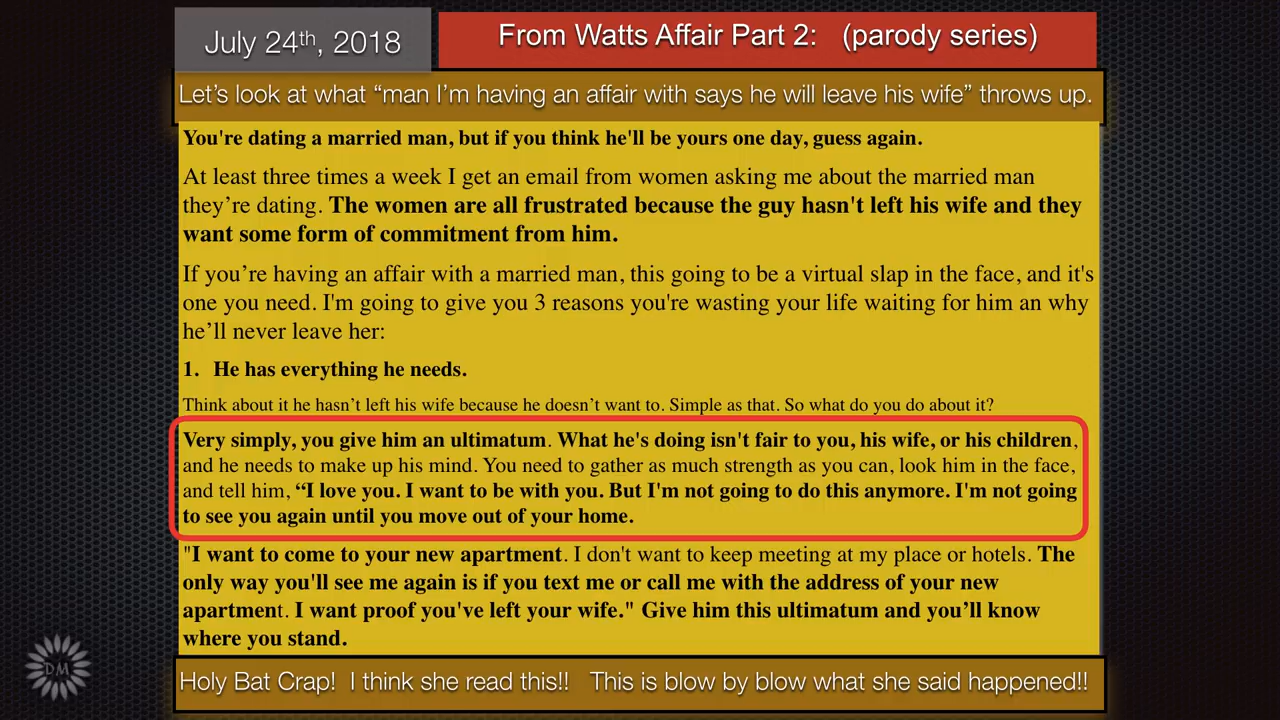 July 24th, 2018
From Watts Affair Part 2: (parody series)
Let's look at what “man I'm having an affair with says he will leave his wife” throws up.
You're dating a married man, but if you think he'll be yours one day, guess again.
At least three times a week I get an email from women asking me about the married man
they’re dating. The women are all frustrated because the guy hasn't left his wife and they
want some form of commitment from him.
If you’re having an affair with a married man, this going to be a virtual slap in the face, and it's
one you need. I'm going to give you 3 reasons you're wasting your life waiting for him an why
he’ll never leave her:
1. He has everything he needs.
Think about it he hasn’t left his wife because he doesn’t want to. Simple as that. So what do you do about it?
Very simply, you give him an ultimatum. What he's doing isn't fair to you, his wife, or his children,
and he needs to make up his mind. You need to gather as much strength as you can, look him in the face,
and tell him, “I love you. I want to be with you. But I'm not going to do this anymore. I'm not going
to see you again until you move out of your home.
"I want to come to your new apartment. I don't want to keep meeting at my place or hotels. The
only way you'll see me again is if you text me or call me with the address of your new
apartment. I want proof you've left your wife." Give him this ultimatum and you’ll know
where you stand.
DM
Holy Bat Crap! I think she read this!! This is blow by blow what she said happened!!